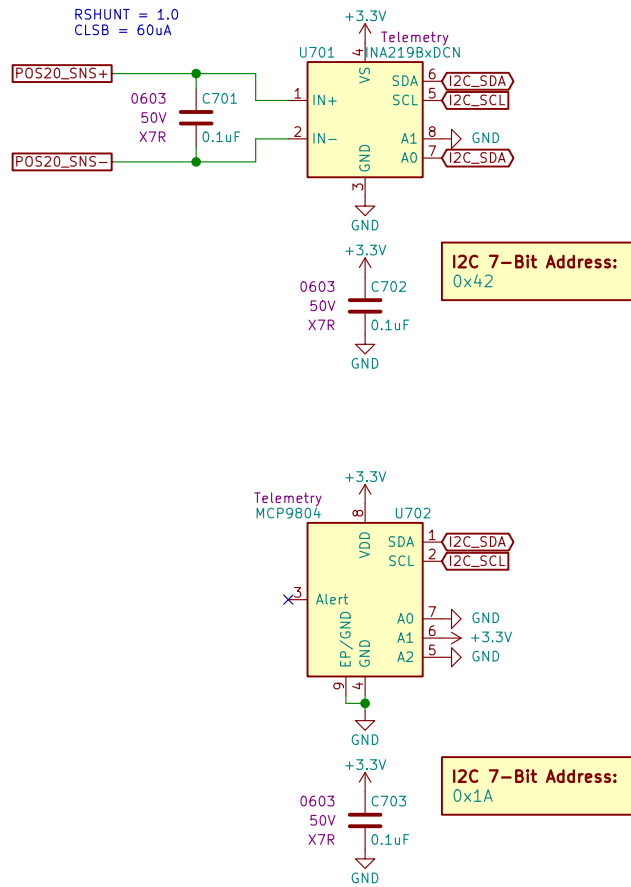 RSHUNT = 1.0
CLSB = 60uA
+3.3V
Telemetry
U701
INA219BxDCN
4
VS
POS20_SNS+
SDA
6
I2C_SDA
0603
C701
1
IN+
SCL
5
I2C_SCL
50V
X7R
0.1uF
2
IN-
A1
8
GND
POS20_SNS-
GND
A0
7
I2C_SDA
3
GND
+3.3V
I2C 7-Bit Address:
0x42
0603
C702
50V
X7R
0.1uF
GND
+3.3V
Telemetry
MCP9804
U702
8
VDD
SDA
1
I2C_SDA
SCL
2
I2C_SCL
3
Alert
A0
7
GND
A1
6
+3.3V
A2
5
GND
EP/GND
GND
9
4
GND
+3.3V
I2C 7-Bit Address:
0x1A
0603
C703
50V
X7R
0.1uF
GND